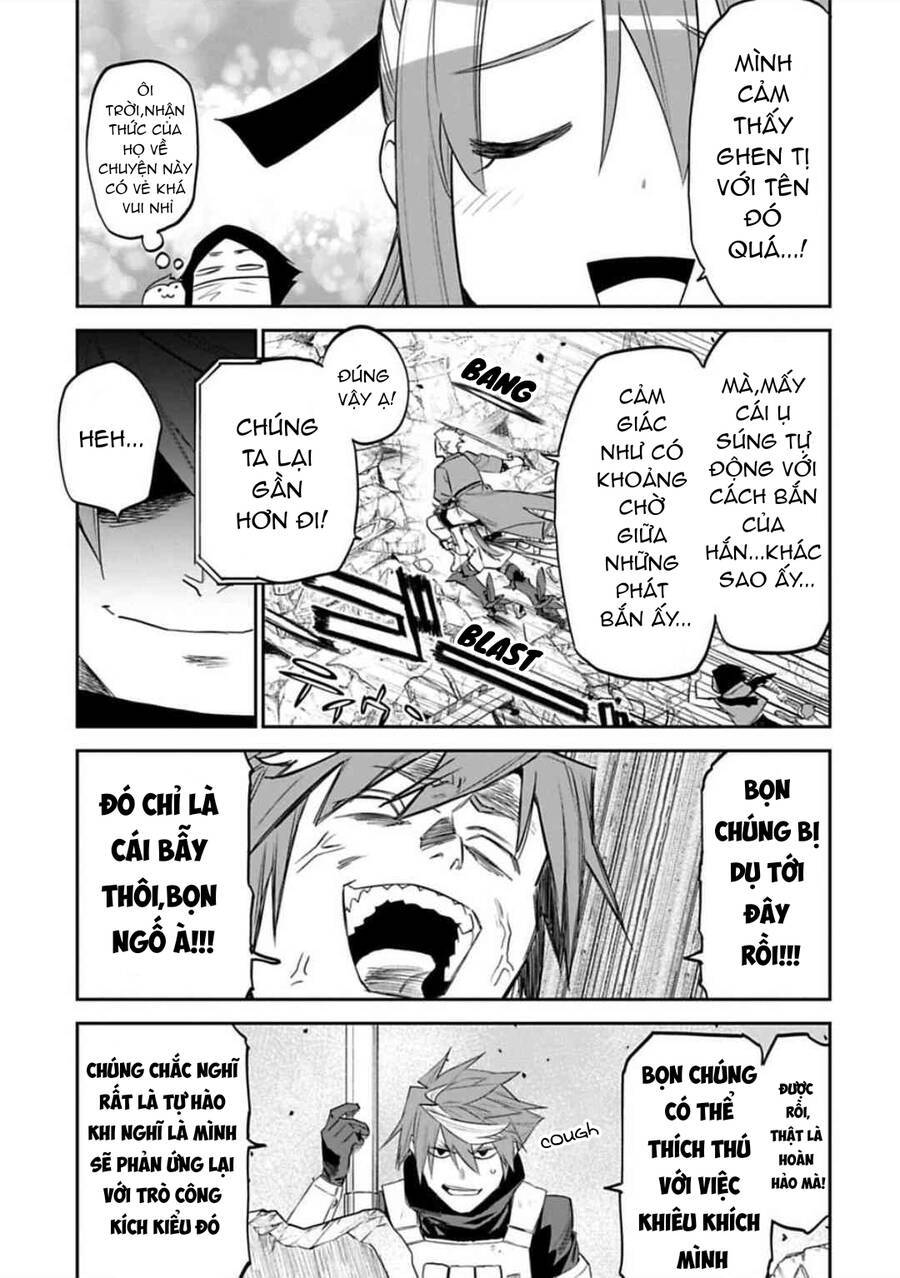 MÌNH
CẢM
THẤY
GHEN TỊ
VỚI TÊN
ĐÓ
QUÁ...!
ÔI
TRỜI,NHẬN
THỨC CỦA
HỌ VỀ
CHUYỆN NÀY
CÓ VẺ KHÁ
VUI NHỈ
MÀ,MẤY
CÁI Ụ
SÚNG TỰ
ĐỘNG VỚI
CÁCH BẮN
CỦA
HẮN...KHÁC
SAO ẤY...
CẢM
GIÁC
NHƯ CÓ
KHOẢNG
CHỜ
GIỮA
NHỮNG
PHÁT
BẮN ẤY...
BANG
BLAST
ĐÚNG
VẬY Ạ!
CHÚNG
TA LẠI
GẦN
HƠN ĐI!
HEH...
BỌN
CHÚNG BỊ
DỤ TỚI
ĐÂY
RỒI!!!
ĐÓ CHỈ LÀ
CÁI BẪY
THÔI,BỌN
NGỐ À!!!
ĐƯỢC
RỒI,
THẬT LÀ
HOÀN
HẢO MÀ!
BỌN CHÚNG
CÓ THỂ
THÍCH THÚ
VỚI VIỆC
KHIÊU KHÍCH
MÌNH
COUGH
CHÚNG CHẮC NGHĨ
RẤT LÀ TỰ HÀO
KHI NGHĨ LÀ MÌNH
SẼ PHẢN ỨNG LẠI
VỚI TRÒ CÔNG
KÍCH KIỂU ĐÓ